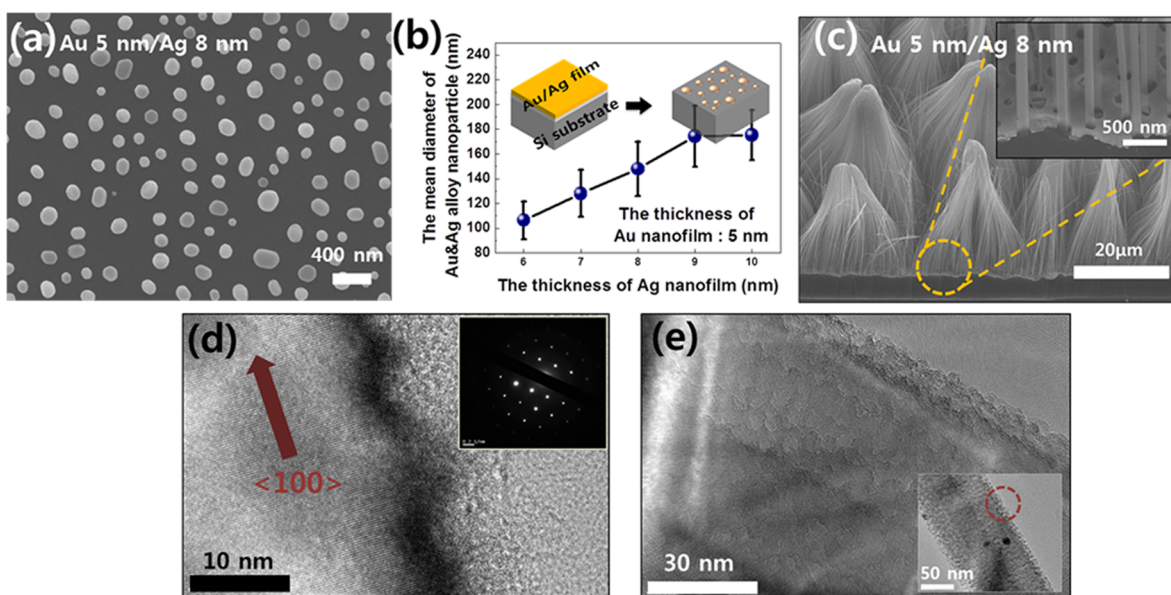 (a) Au 5 nm/Ag 8 nm
400 nm
(b)
The mean diameter of
Au&Ag alloy nanoparticle (nm)
240
220
200
180
160
140
120
100
80
Au/Ag film
Si substrate
The thickness of
Au nanofilm : 5 nm
6 7 8 9 10
The thickness of Ag nanofilm (nm)
(c) Au 5 nm/Ag 8 nm
500 nm
20μm
(d)
<100>
10 nm
(e)
30 nm
50 nm